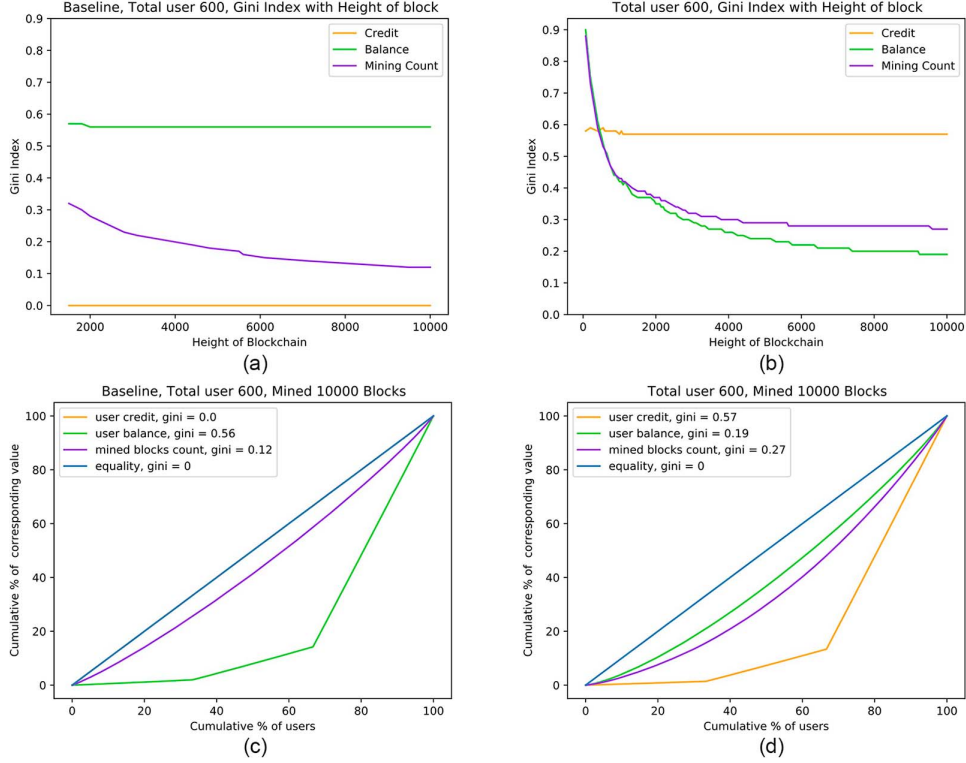 Baseline, Total user 600, Gini Index with Height of block
0.9
0.8
0.7
0.6
0.5
0.4
0.3
0.2
0.1
0.0
Gini Index
Credit
Balance
Mining Count
2000 4000 6000 8000 10000
Height of Blockchain
(a)
Total user 600, Gini Index with Height of block
0.9
0.8
0.7
0.6
0.5
0.4
0.3
0.2
0.1
0.0
Gini Index
Credit
Balance
Mining Count
0 2000 4000 6000 8000 10000
Height of Blockchain
(b)
Baseline, Total user 600, Mined 10000 Blocks
100
80
60
40
20
0
Cumulative % of corresponding value
user credit, gini = 0.0
user balance, gini = 0.56
mined blocks count, gini = 0.12
equality, gini = 0
0 20 40 60 80 100
Cumulative % of users
(c)
Total user 600, Mined 10000 Blocks
100
80
60
40
20
0
Cumulative % of corresponding value
user credit, gini = 0.57
user balance, gini = 0.19
mined blocks count, gini = 0.27
equality, gini = 0
0 20 40 60 80 100
Cumulative % of users
(d)